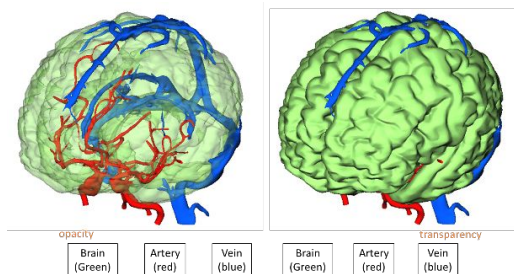 opacity
transparency
Brain
(Green)
Artery
(red)
Vein
(blue)
Brain
(Green)
Artery
(red)
Vein
(blue)